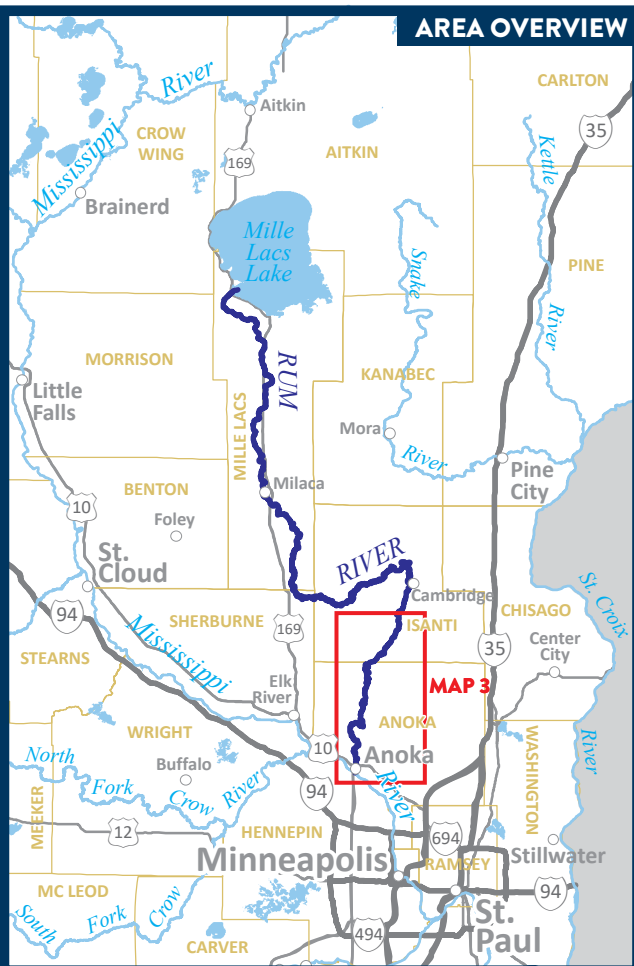 AREA OVERVIEW
River
CARLTON
Aitkin
35
CROW
WING
AITKIN
Kettle
169
Mississippi
Brainerd
Mille
Lacs
Lake
Snake
PINE
River
MORRISON
RUM
KANABEC
Little
Falls
MILLE LACS
Mora
River
Pine
City
BENTON
Milaca
10
Foley
St.
Cloud
RIVER
St. Croix
Cambridge
94
SHERBURNE
169
ISANTI
CHISAGO
Mississippi
35
Center
City
STEARNS
Elk
River
MAP 3
WRIGHT
ANOKA
WASHINGTON
River
North
Buffalo
10
Anoka
Fork
Crow
River
94
River
MEEKER
12
HENNEPIN
694
Minneapolis
RAMSEY
Stillwater
MC LEOD
94
South
Fork
Crow
St.
Paul
494
CARVER